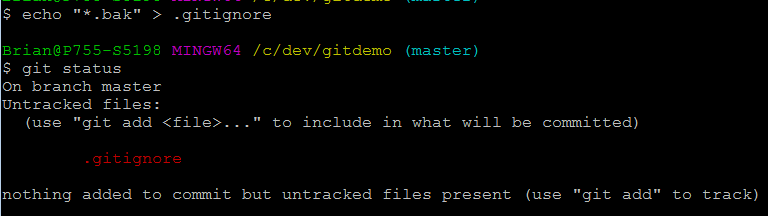 $ echo "*.bak" > .gitignore
Brian@P755-S5198 MINGW64 /c/dev/gitdemo (master)
$ git status
On branch master
Untracked files:
(use "git add <file>..." to include in what will be committed)
.gitignore
nothing added to commit but untracked files present (use "git add" to track)